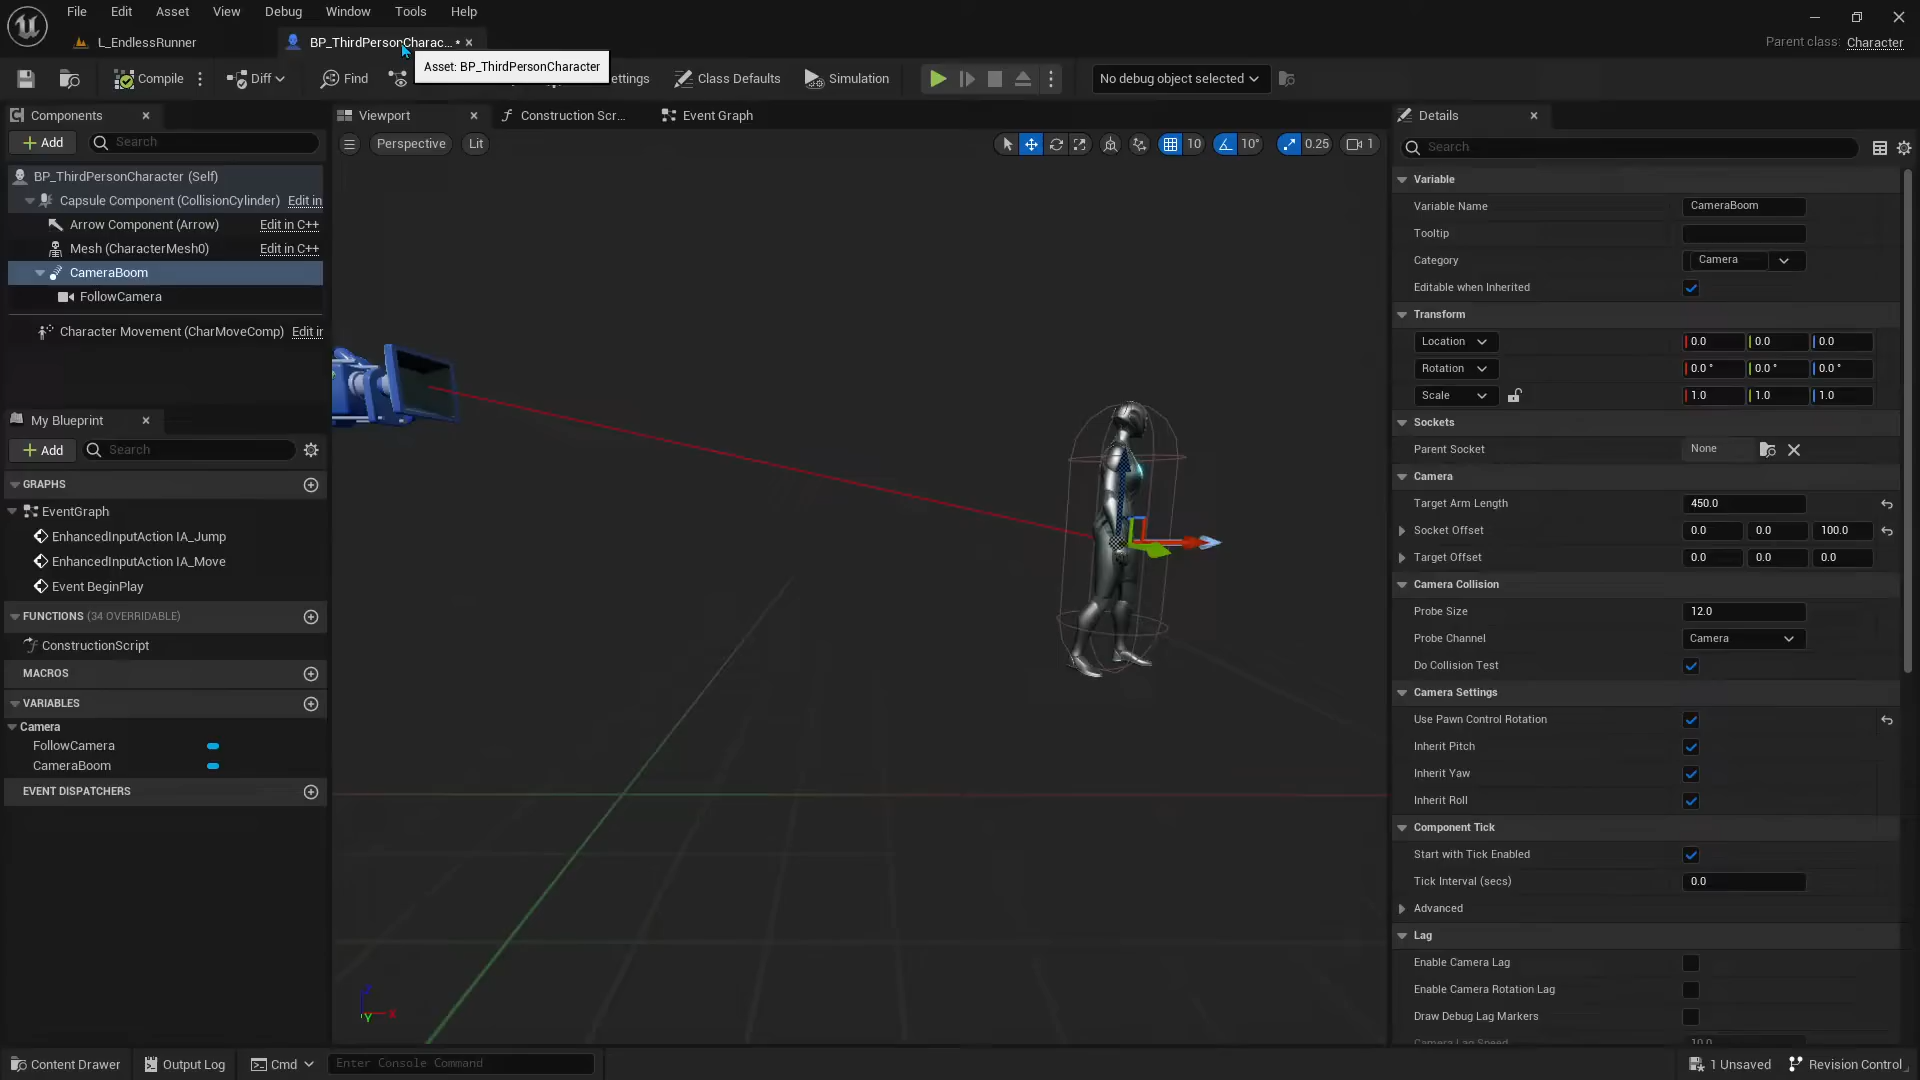 File Edit Asset View Debug Window Tools Help
L_EndlessRunner
BP_ThirdPersonCharac... *
Parent class: Character
Asset: BP_ThirdPersonCharacter
Compile
Diff
Find
ettings
Class Defaults
Simulation
No debug object selected
Components
Add
Search
BP_ThirdPersonCharacter (Self)
Capsule Component (CollisionCylinder) Edit in
Arrow Component (Arrow) Edit in C++
Mesh (CharacterMesh0) Edit in C++
CameraBoom
FollowCamera
Character Movement (CharMoveComp) Edit ir
My Blueprint
Add
Search
GRAPHS
EventGraph
EnhancedInputAction IA_Jump
EnhancedInputAction IA_Move
Event BeginPlay
FUNCTIONS (34 OVERRIDABLE)
ConstructionScript
MACROS
VARIABLES
Camera
FollowCamera
CameraBoom
EVENT DISPATCHERS
Viewport
Construction Scr...
Event Graph
Perspective
Lit
10
10°
0.25
1
Z
X
Y
Details
Search
Variable
Variable Name CameraBoom
Tooltip
Category Camera
Editable when Inherited
Transform
Location 0.0 0.0 0.0
Rotation 0.0 ° 0.0 ° 0.0 °
Scale 1.0 1.0 1.0
Sockets
Parent Socket None
Camera
Target Arm Length 450.0
Socket Offset 0.0 0.0 100.0
Target Offset 0.0 0.0 0.0
Camera Collision
Probe Size 12.0
Probe Channel Camera
Do Collision Test
Camera Settings
Use Pawn Control Rotation
Inherit Pitch
Inherit Yaw
Inherit Roll
Component Tick
Start with Tick Enabled
Tick Interval (secs) 0.0
Advanced
Lag
Enable Camera Lag
Enable Camera Rotation Lag
Draw Debug Lag Markers
Camera Lag Speed 10.0
Content Drawer
Output Log
Cmd
Enter Console Command
1 Unsaved
Revision Control